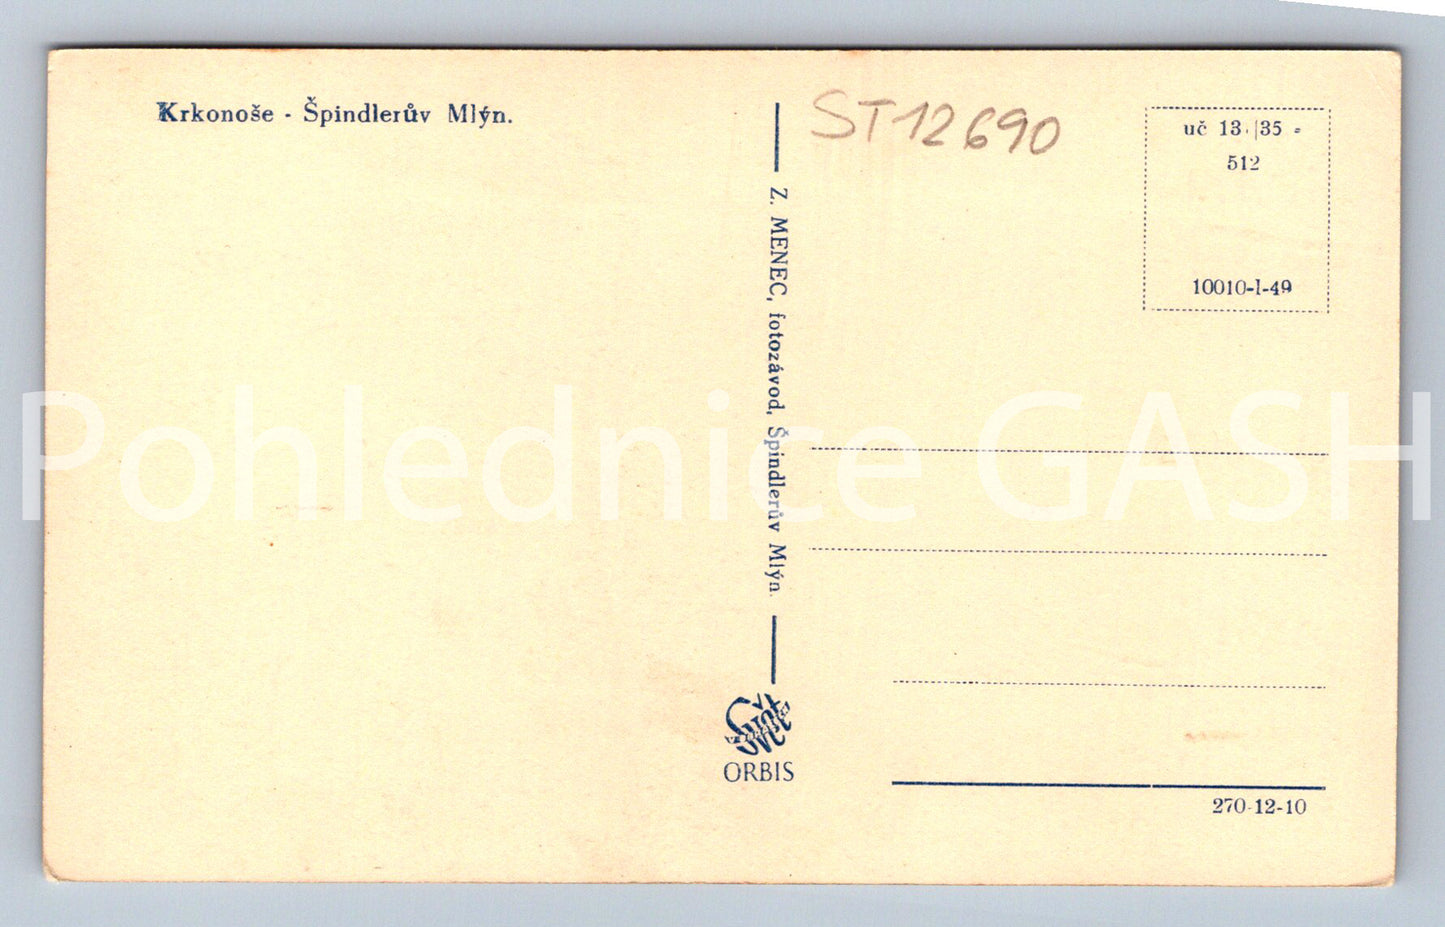 Krkonoše - Špindlerův Mlýn.
ST12690
uč 13. |35 -
512
10010-I-49
Z. MENEC, fotozávod, Špindlerův Mlýn.
ORBIS
270-12-10
Pohlednice GASH